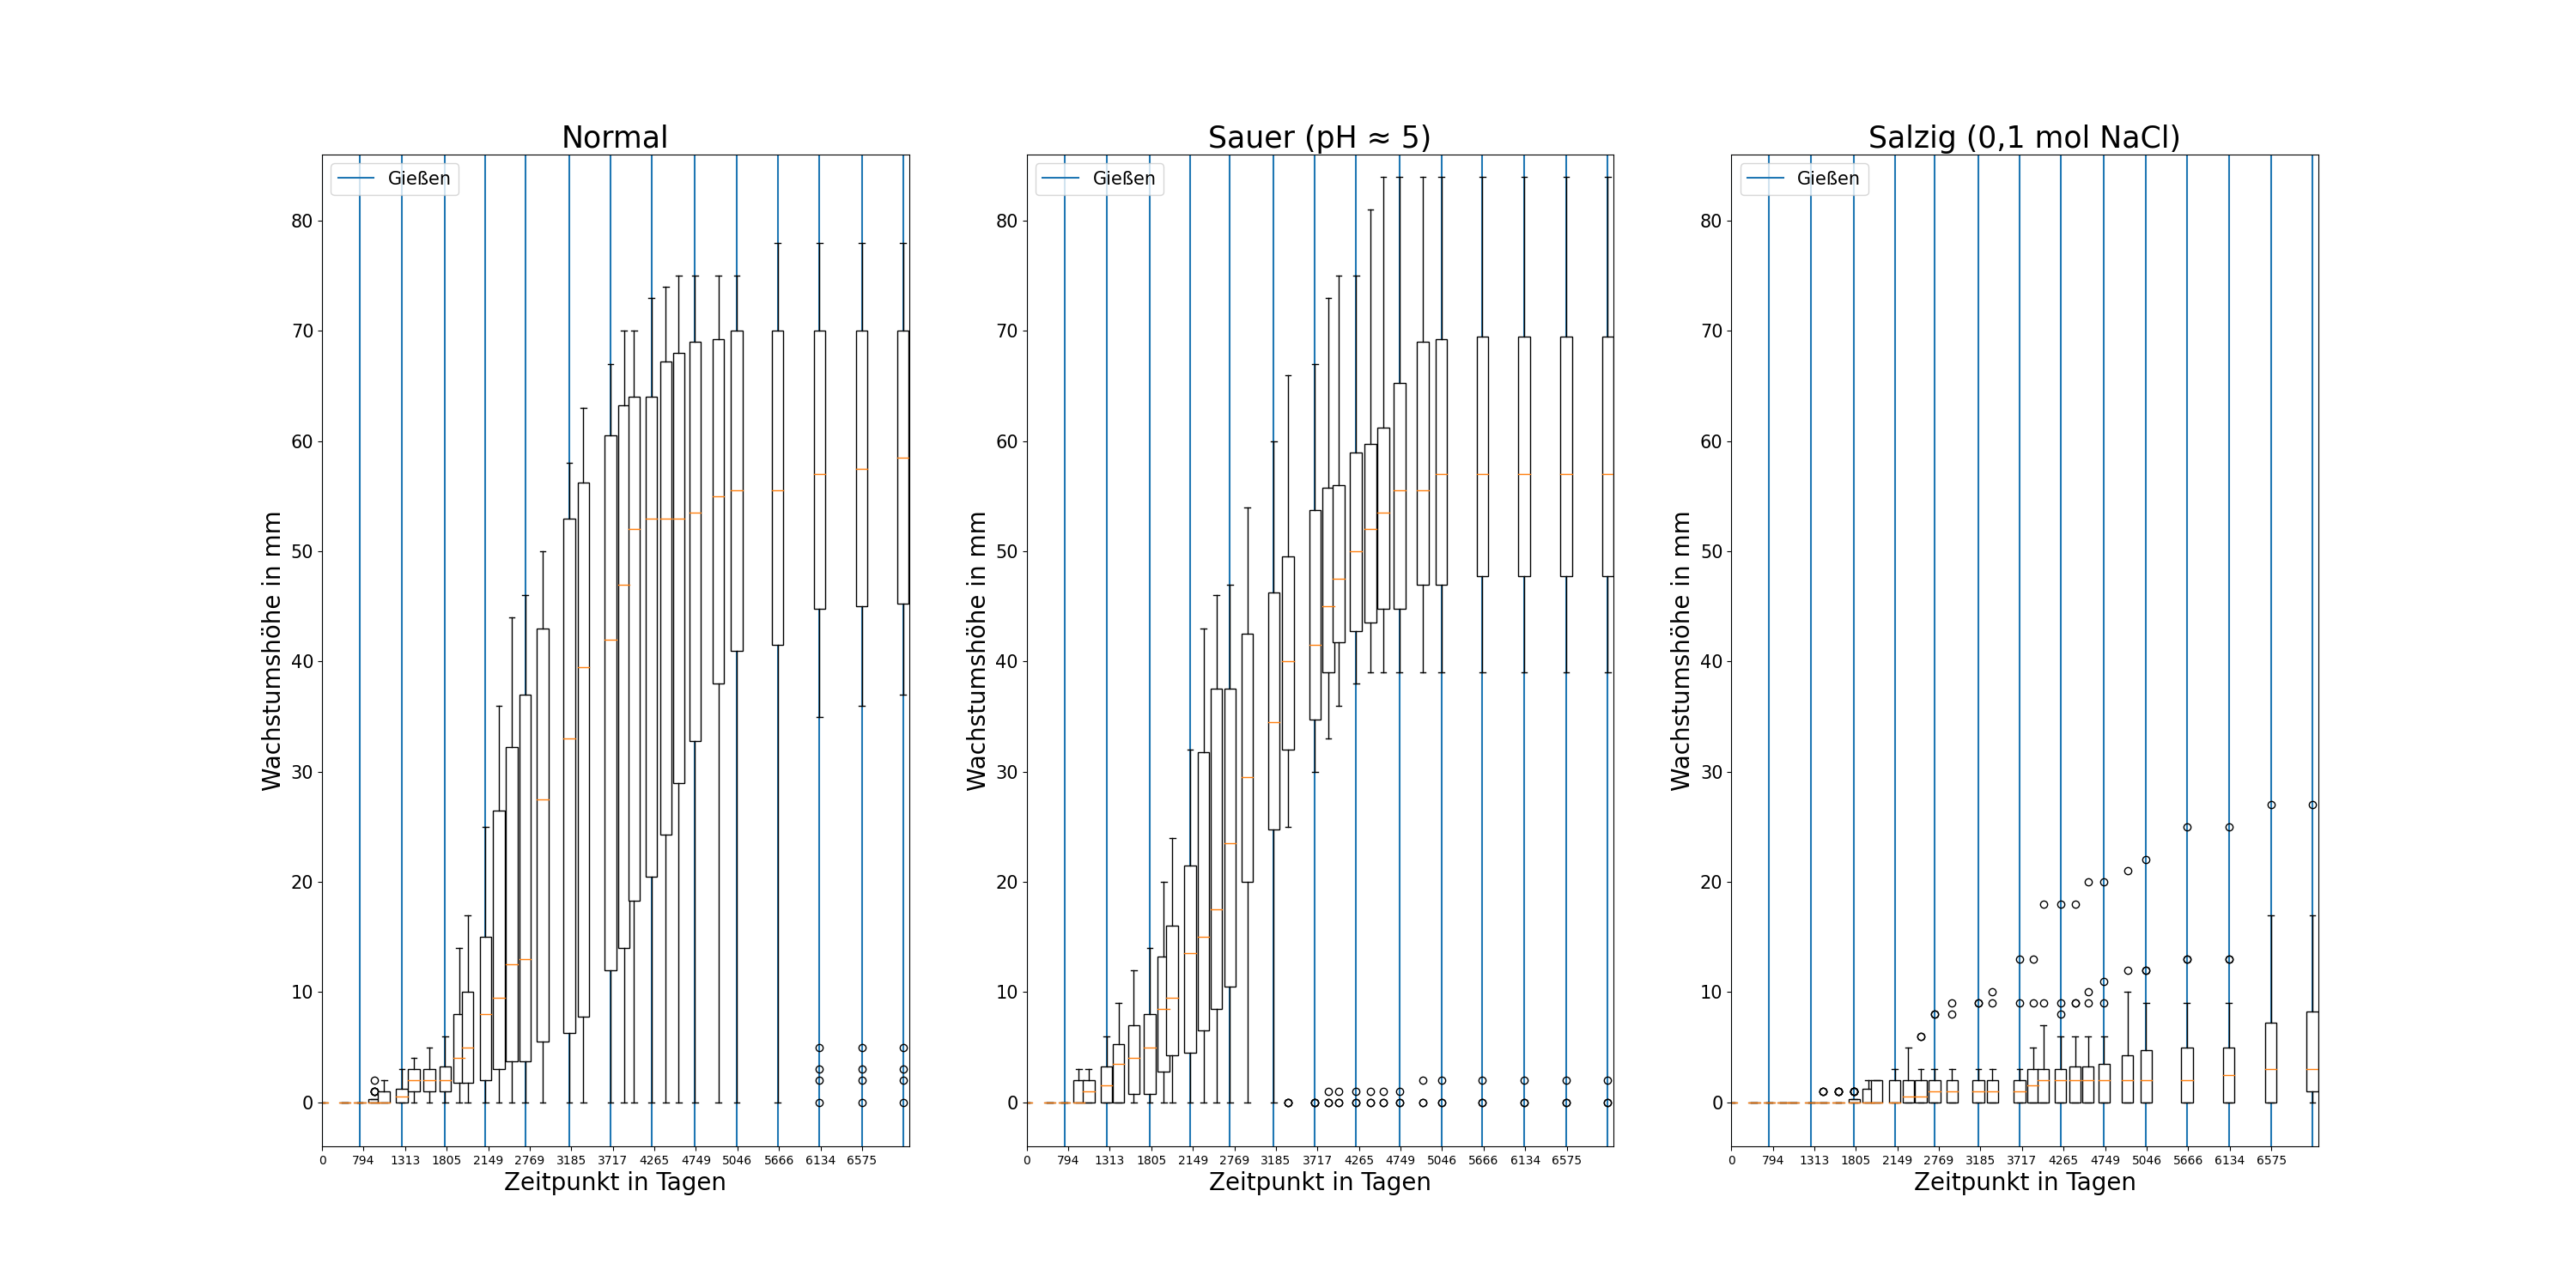 Normal
Gießen
80
70
60
50
40
30
20
10
0
Wachstumshöhe in mm
0 794 1313 1805 2149 2769 3185 3717 4265 4749 5046 5666 6134 6575
Zeitpunkt in Tagen
Sauer (pH ≈ 5)
Gießen
80
70
60
50
40
30
20
10
0
Wachstumshöhe in mm
0 794 1313 1805 2149 2769 3185 3717 4265 4749 5046 5666 6134 6575
Zeitpunkt in Tagen
Salzig (0,1 mol NaCl)
Gießen
80
70
60
50
40
30
20
10
0
Wachstumshöhe in mm
0 794 1313 1805 2149 2769 3185 3717 4265 4749 5046 5666 6134 6575
Zeitpunkt in Tagen